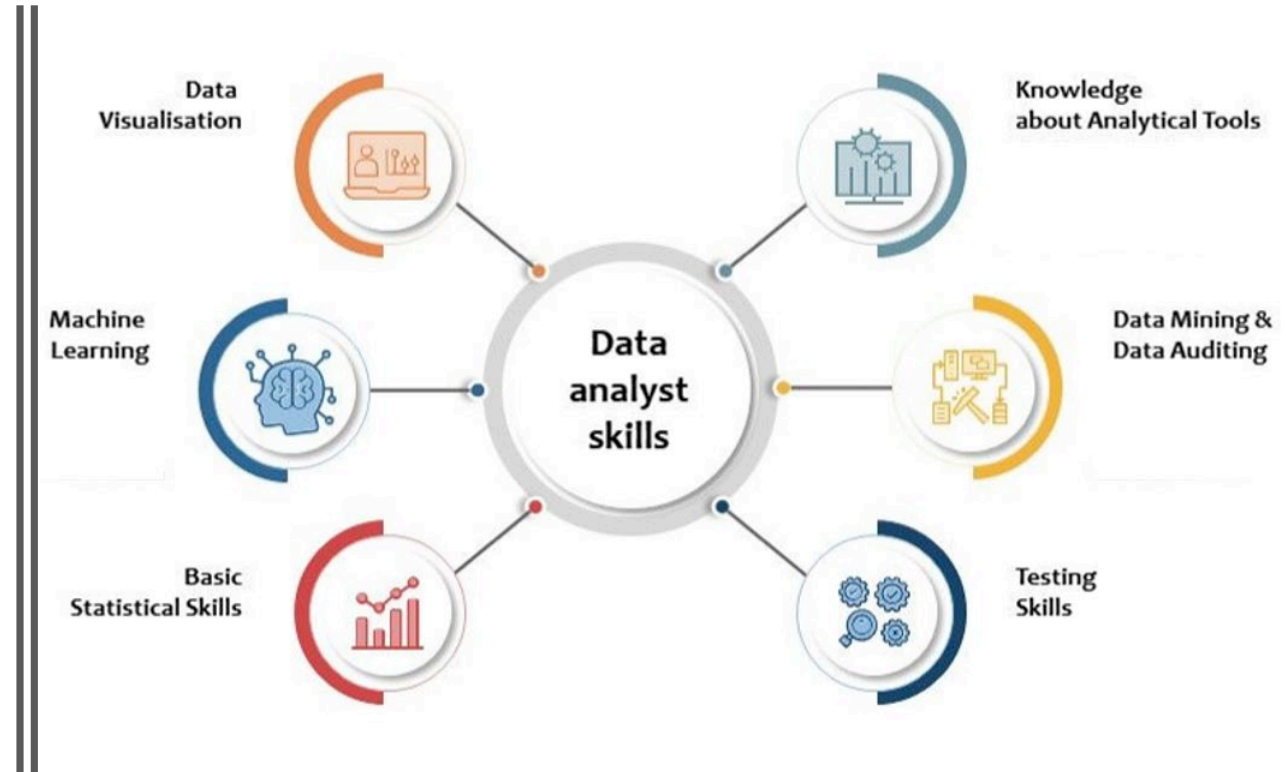 Data
Visualisation
Knowledge
about Analytical Tools
Machine
Learning
Data
analyst
skills
Data Mining &
Data Auditing
Basic
Statistical Skills
Testing
Skills